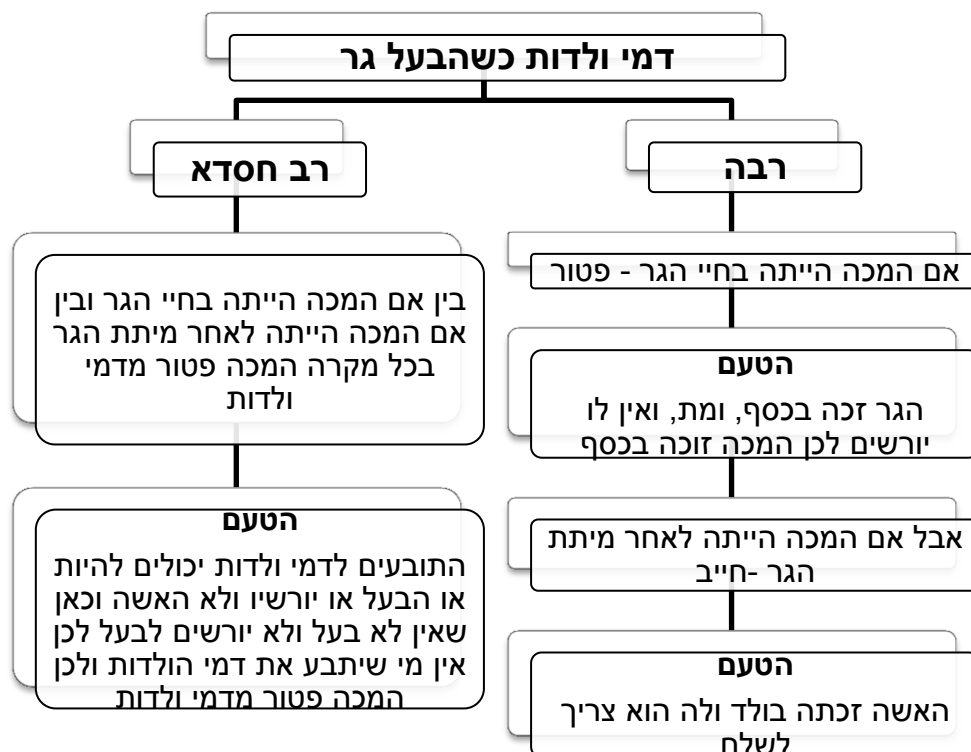 דמי ולדות כשהבעל גר
רבה
אם המכה הייתה בחיי הגר - פטור
הטעם
הגר זכה בכסף, ומת, ואין לו
יורשים לכן המכה זוכה בכסף
אבל אם המכה הייתה לאחר מיתת
הגר -חייב
הטעם
האשה זכתה בולד ולה הוא צריך
לשלם
רב חסדא
בין אם המכה הייתה בחיי הגר ובין
אם המכה הייתה לאחר מיתת הגר
בכל מקרה המכה פטור מדמי
ולדות
הטעם
התובעים לדמי ולדות יכולים להיות
או הבעל או יורשיו ולא האשה וכאן
שאין לא בעל ולא יורשים לבעל לכן
אין מי שיתבע את דמי הולדות ולכן
המכה פטור מדמי ולדות